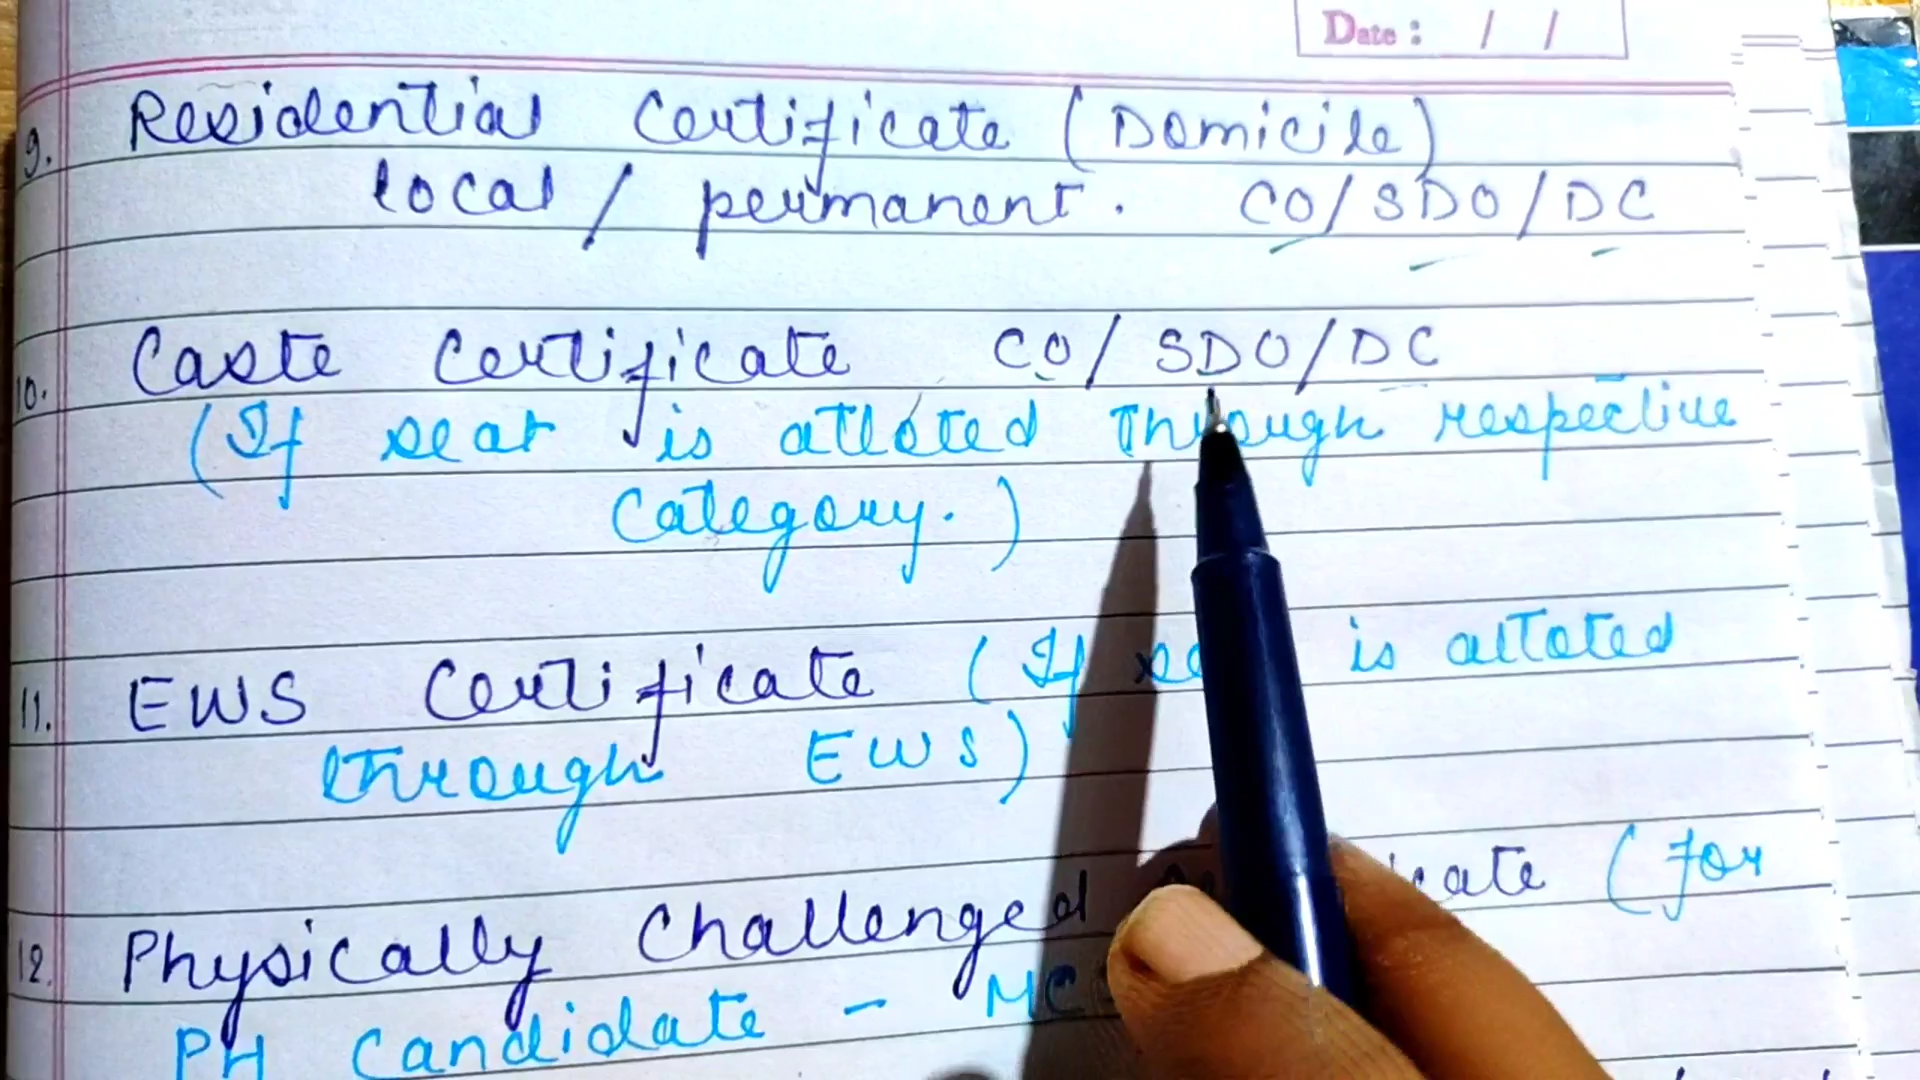 Date: / /
9. Residential Certificate (Domicile)
local / permanent. CO/SDO/DC
10. Caste Certificate CO/SDO/DC
(If seat is alloted through respective
category.)
11. EWS Certificate (If is alloted
through EWS)
12. Physically Challenged (for
PH Candidate - MC